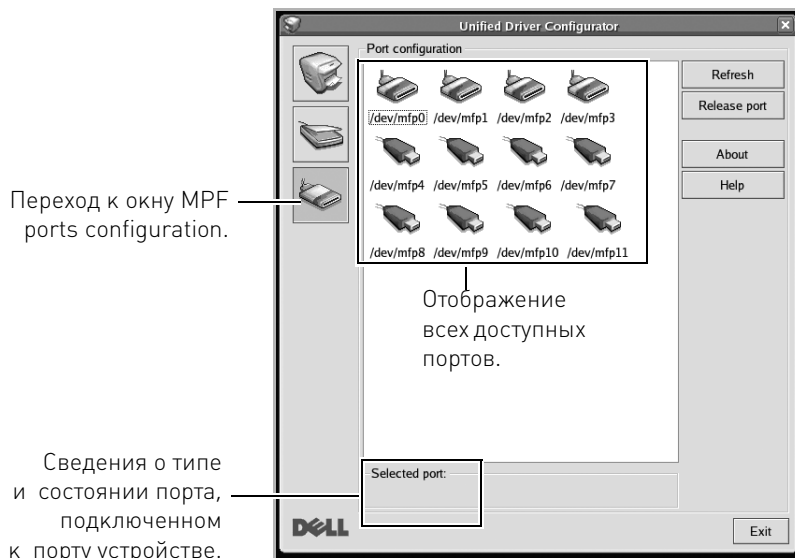 Unified Driver Configurator
Port configuration
/dev/mfp0 /dev/mfp1 /dev/mfp2 /dev/mfp3
/dev/mfp4 /dev/mfp5 /dev/mfp6 /dev/mfp7
/dev/mfp8 /dev/mfp9 /dev/mfp10 /dev/mfp11
Refresh
Release port
About
Help
Переход к окну MPF
ports configuration.
Отображение
всех доступных
портов.
Сведения о типе
и состоянии порта,
подключенном
к порту устройстве.
Selected port:
DELL
Exit